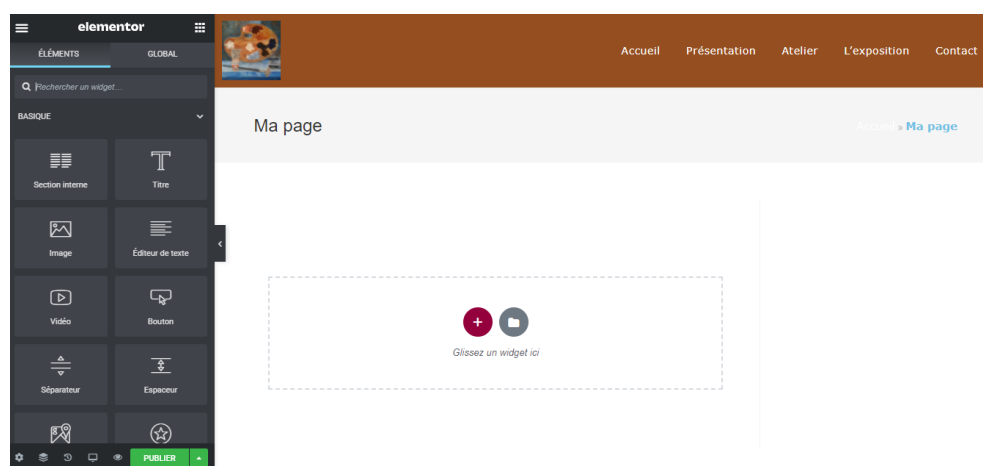 elementor
ÉLÉMENTS GLOBAL
Rechercher un widget...
BASIQUE
Section interne Titre
Image Éditeur de texte
Vidéo Bouton
Séparateur Espaceur
PUBLIER
Accueil Présentation Atelier L'exposition Contact
Ma page
Accueil » Ma page
Glissez un widget ici